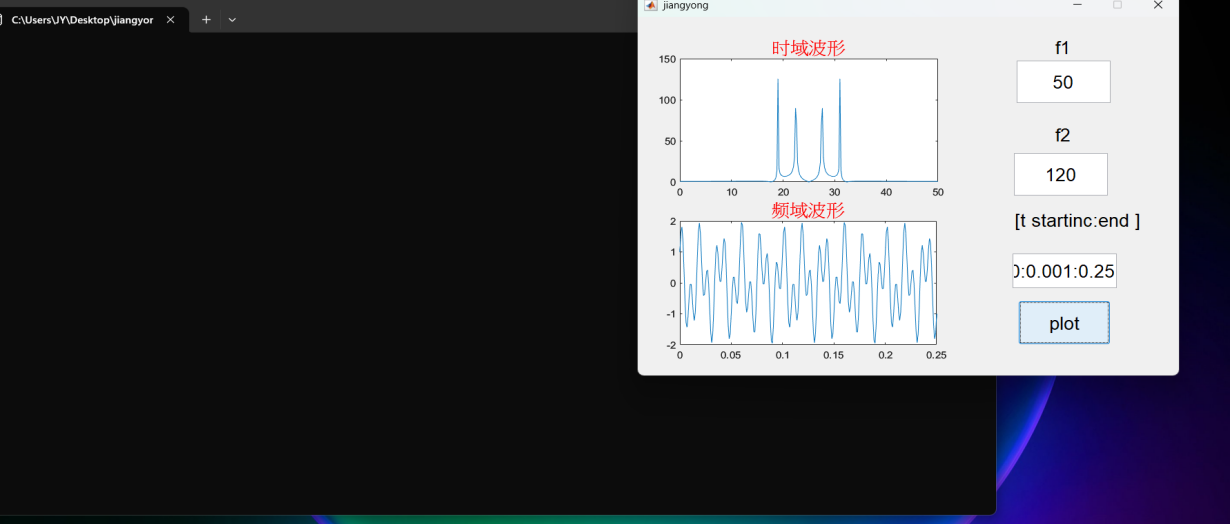 C:\Users\JY\Desktop\jiangyor
jiangyong
时域波形
150
100
50
0
0 10 20 30 40 50
频域波形
2
1
0
-1
-2
0 0.05 0.1 0.15 0.2 0.25
f1
50
f2
120
[t startinc:end ]
0:0.001:0.25
plot